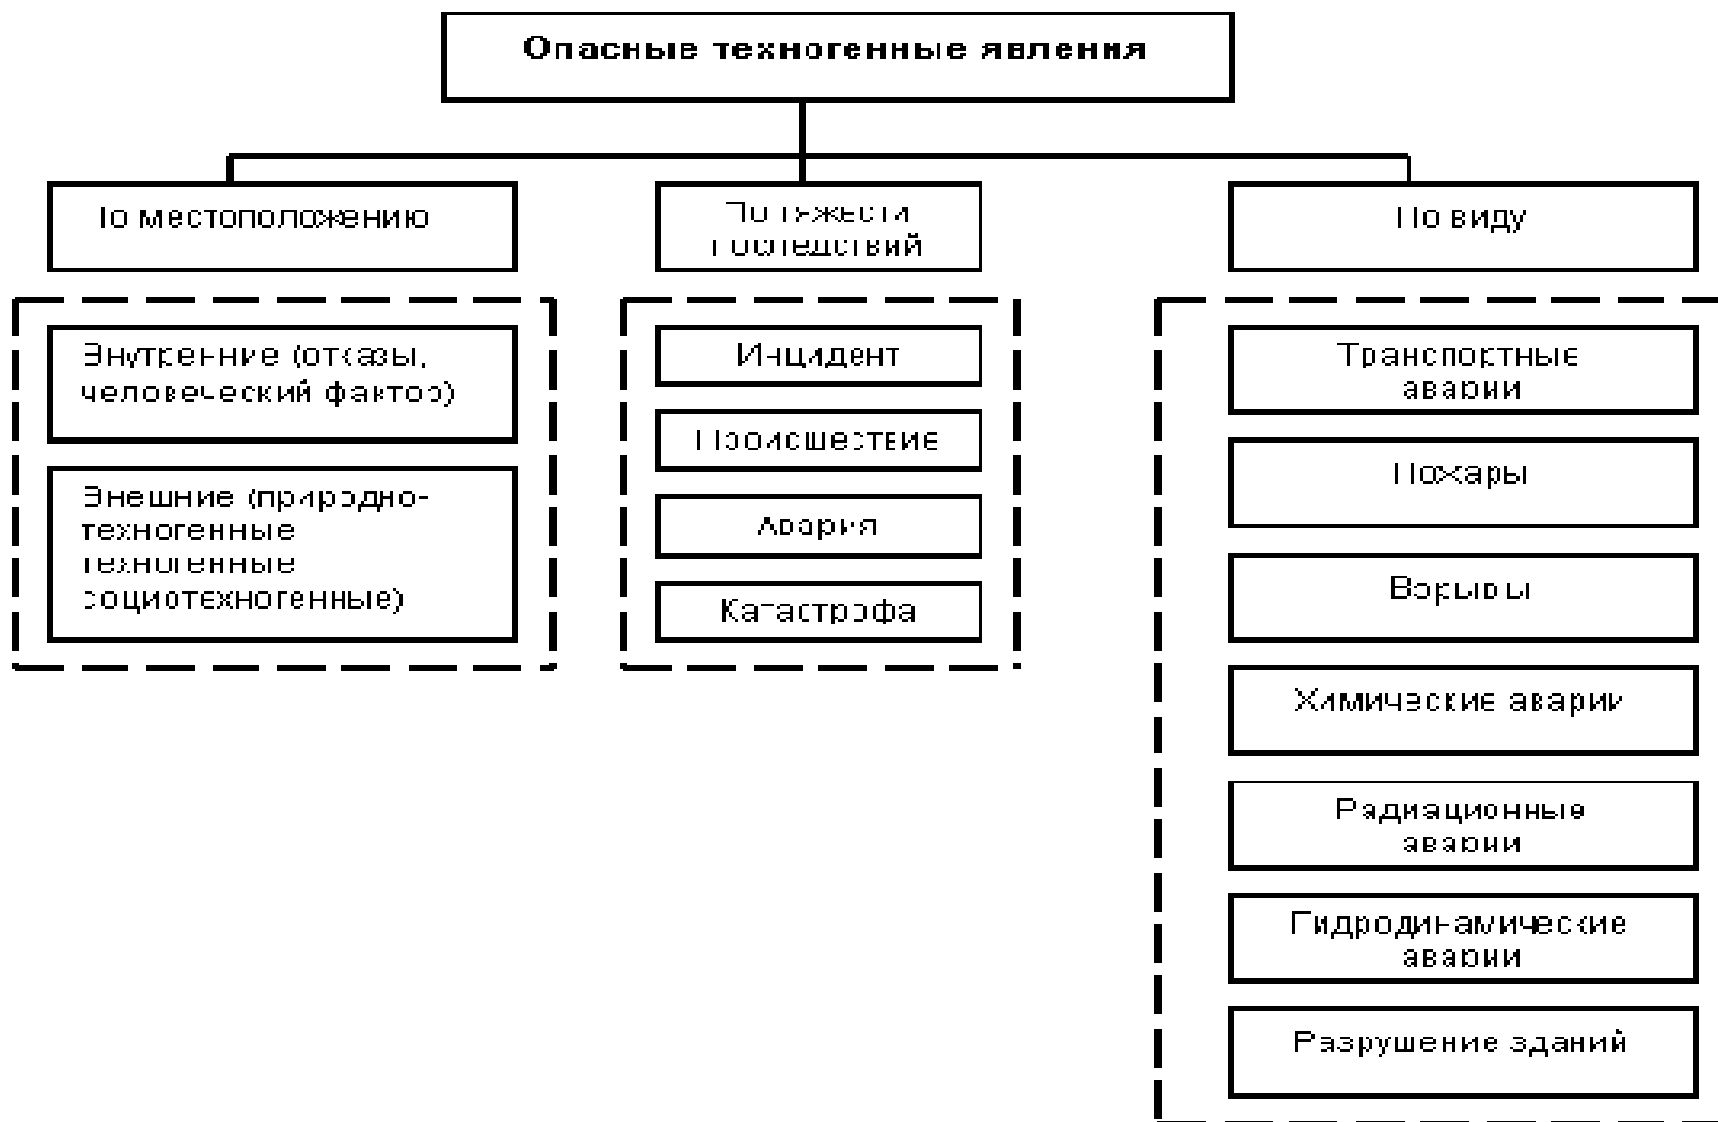 Опасные техногенные явления
По местоположению
По тяжести
последствий
По виду
Внутренние (отказы,
человеческий фактор)
Внешние (природно-
техногенные
техногенные
социотехногенные)
Инцидент
Происшествие
Авария
Катастрофа
Транспортные
аварии
Пожары
Взрывы
Химические аварии
Радиационные
аварии
Гидродинамические
аварии
Разрушение зданий